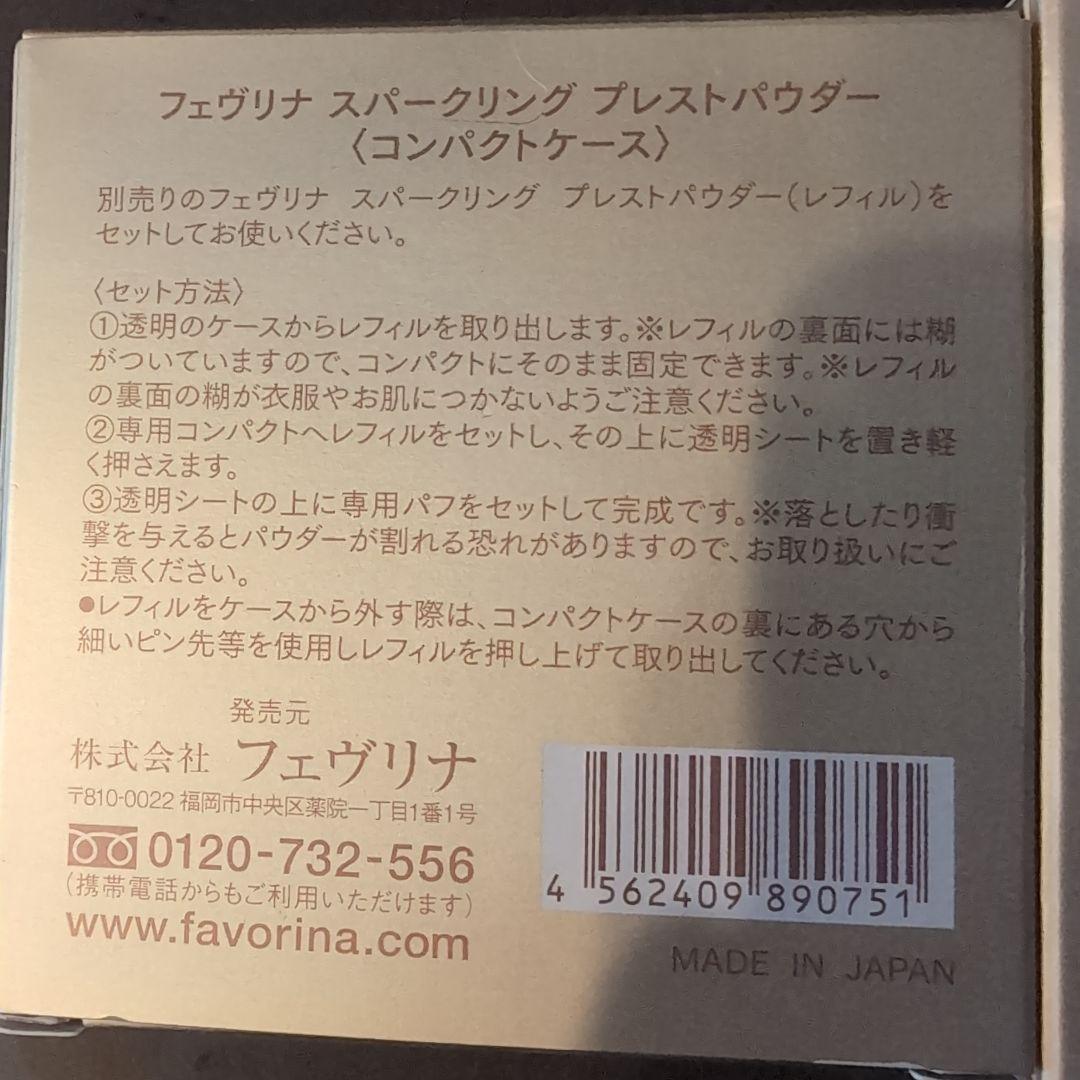 フェヴリナ スパークリング プレストパウダー
〈コンパクトケース〉
別売りのフェヴリナ スパークリング プレストパウダー(レフィル)を
セットしてお使いください。
〈セット方法〉
①透明のケースからレフィルを取り出します。※レフィルの裏面には糊
がついていますので、コンパクトにそのまま固定できます。※レフィル
の裏面の糊が衣服やお肌につかないようご注意ください。
②専用コンパクトへレフィルをセットし、その上に透明シートを置き軽
く押さえます。
③透明シートの上に専用パフをセットして完成です。※落としたり衝
撃を与えるとパウダーが割れる恐れがありますので、お取り扱いにご
注意ください。
●レフィルをケースから外す際は、コンパクトケースの裏にある穴から
細いピン先等を使用しレフィルを押し上げて取り出してください。
発売元
株式会社 フェヴリナ
〒810-0022 福岡市中央区薬院一丁目1番1号
0120-732-556
(携帯電話からもご利用いただけます)
www.favorina.com
4 562409 890751
MADE IN JAPAN